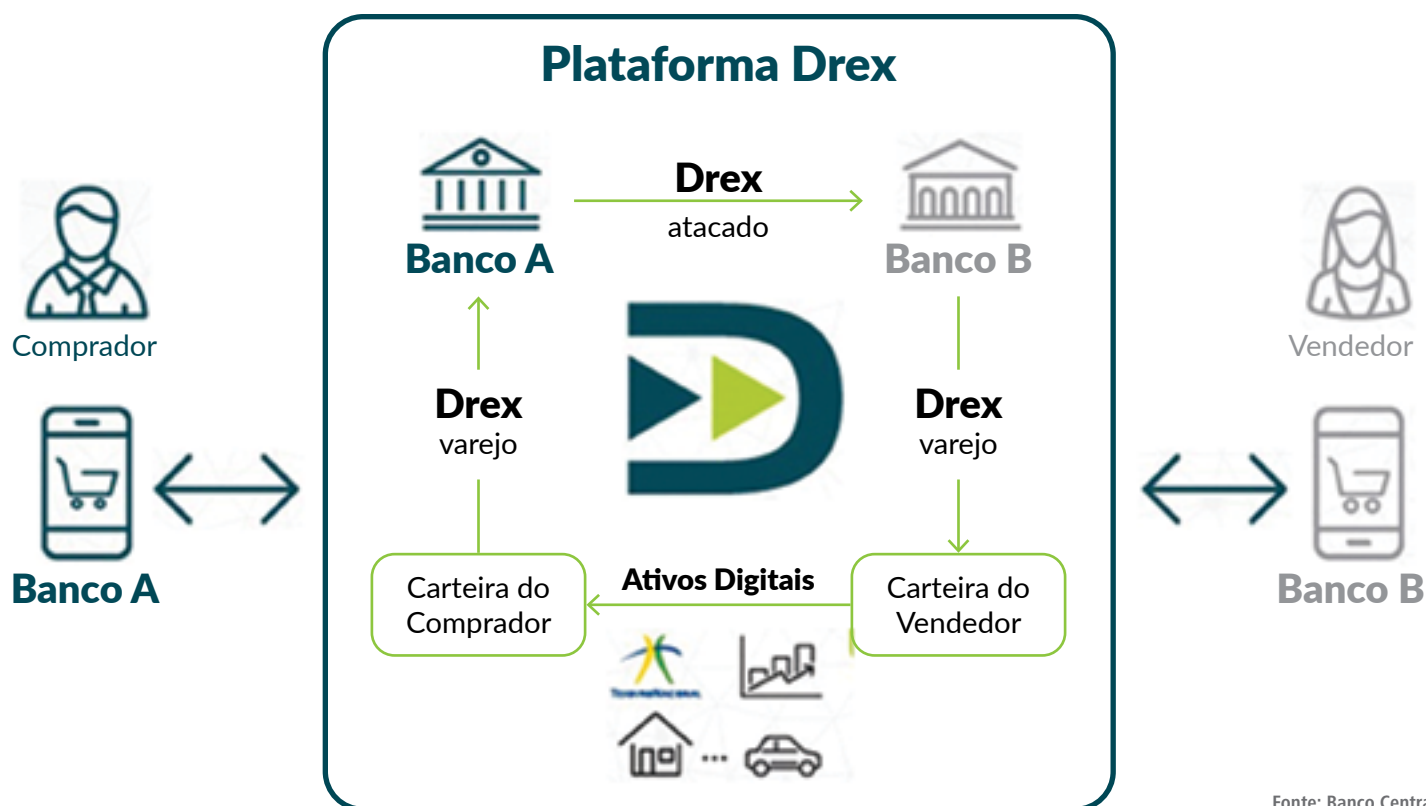 Plataforma Drex
Drex
atacado
Banco A
Banco B
Comprador
Vendedor
Drex
varejo
Drex
varejo
Banco A
Banco B
Carteira do
Comprador
Ativos Digitais
Carteira do
Vendedor
Fonte: Banco Centra